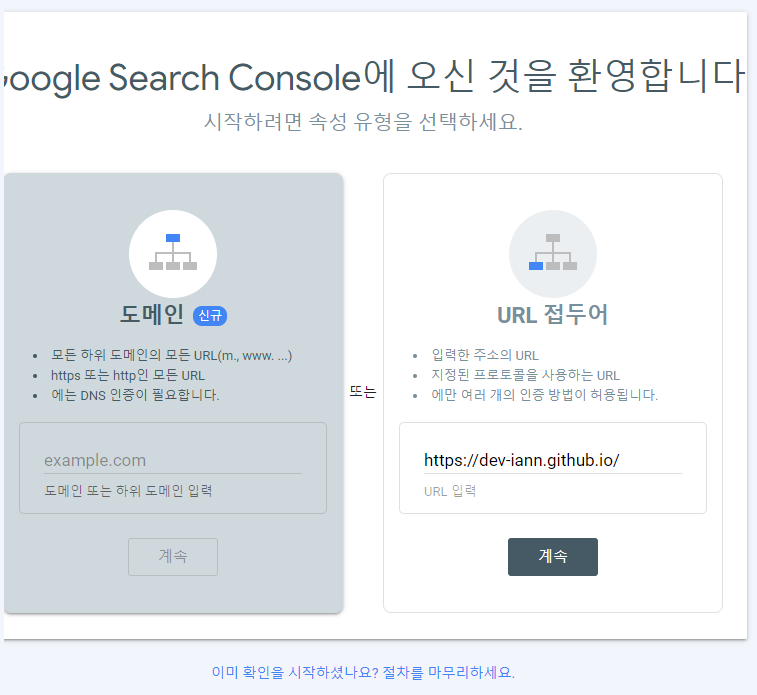 Google Search Console에 오신 것을 환영합니다
시작하려면 속성 유형을 선택하세요.
도메인 신규
모든 하위 도메인의 모든 URL(m., www. ...)
https 또는 http인 모든 URL
에는 DNS 인증이 필요합니다.
example.com
도메인 또는 하위 도메인 입력
계속
또는
URL 접두어
입력한 주소의 URL
지정된 프로토콜을 사용하는 URL
에만 여러 개의 인증 방법이 허용됩니다.
https://dev-iann.github.io/
URL 입력
계속
이미 확인을 시작하셨나요? 절차를 마무리하세요.